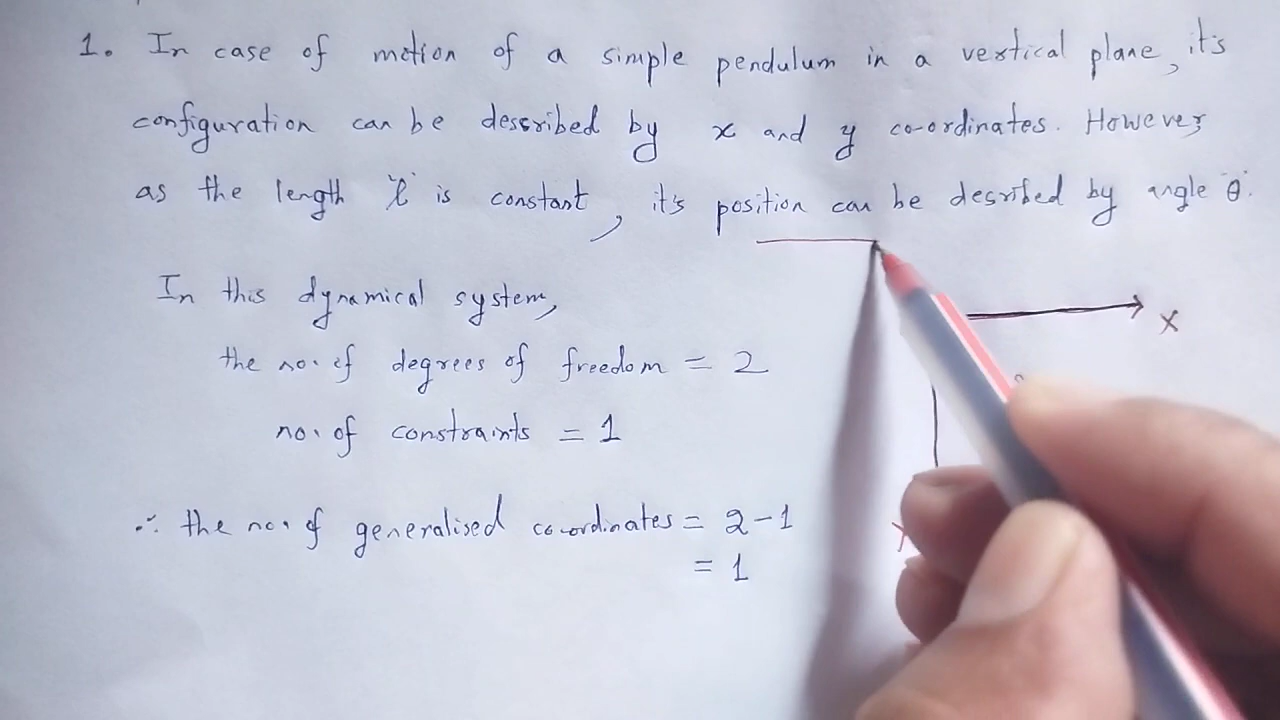 1. In case of motion of a simple pendulum in a vertical plane, it's
configuration can be described by x and y co-ordinates. However
as the length 'l' is constant, it's position can be desribed by angle 'θ'.
In this dynamical system,
the no. of degrees of freedom = 2
no. of constraints = 1
∴ the no. of generalised co-ordinates = 2-1
= 1
X